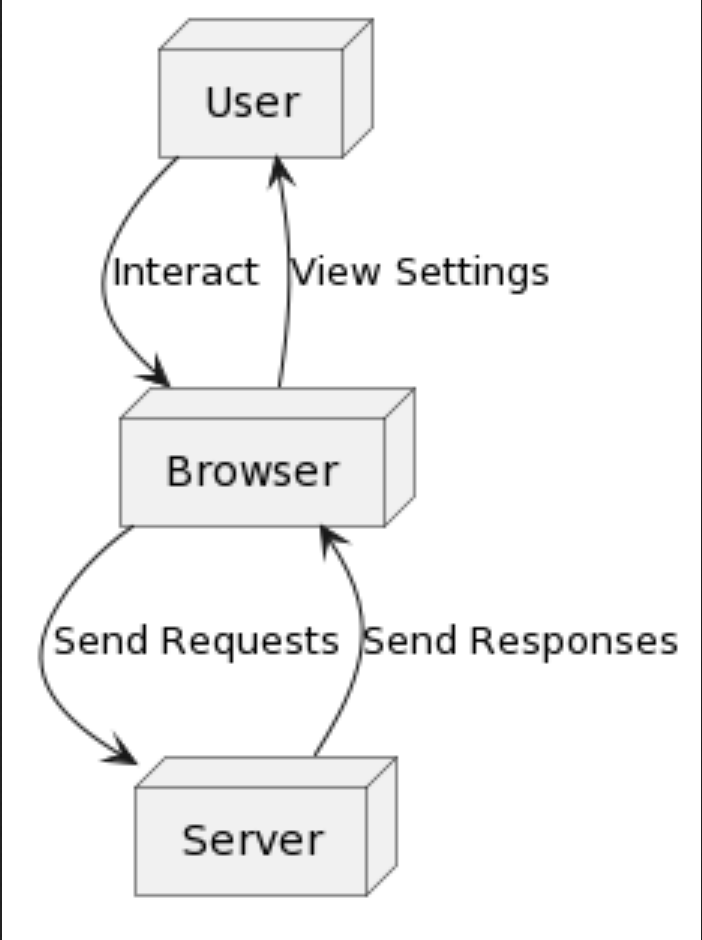 User
Interact
View Settings
Browser
Send Requests
Send Responses
Server